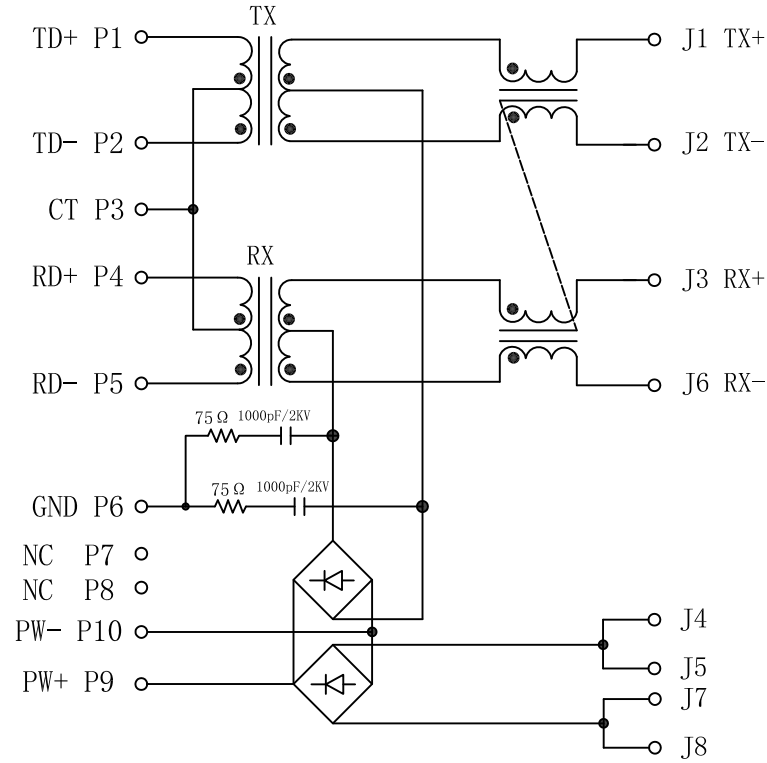 TX
TD+ P1
J1 TX+
TD- P2
J2 TX-
CT P3
RX
RD+ P4
J3 RX+
RD- P5
J6 RX-
75Ω 1000pF/2KV
75Ω 1000pF/2KV
GND P6
NC P7
NC P8
PW- P10
J4
J5
PW+ P9
J7
J8